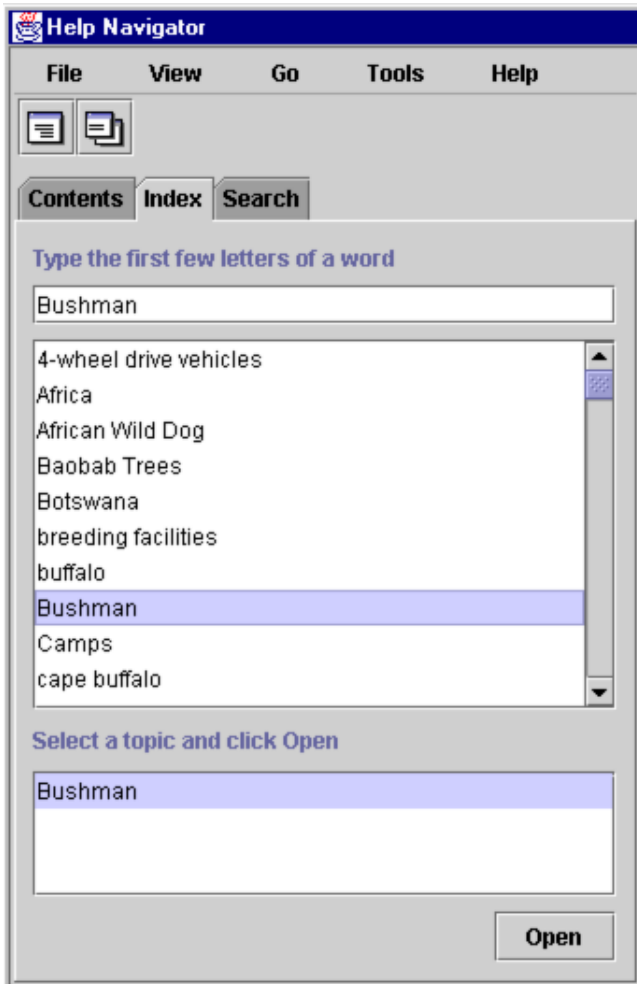 Help Navigator
File View Go Tools Help
Contents Index Search
Type the first few letters of a word
Bushman
4-wheel drive vehicles
Africa
African Wild Dog
Baobab Trees
Botswana
breeding facilities
buffalo
Bushman
Camps
cape buffalo
Select a topic and click Open
Bushman
Open